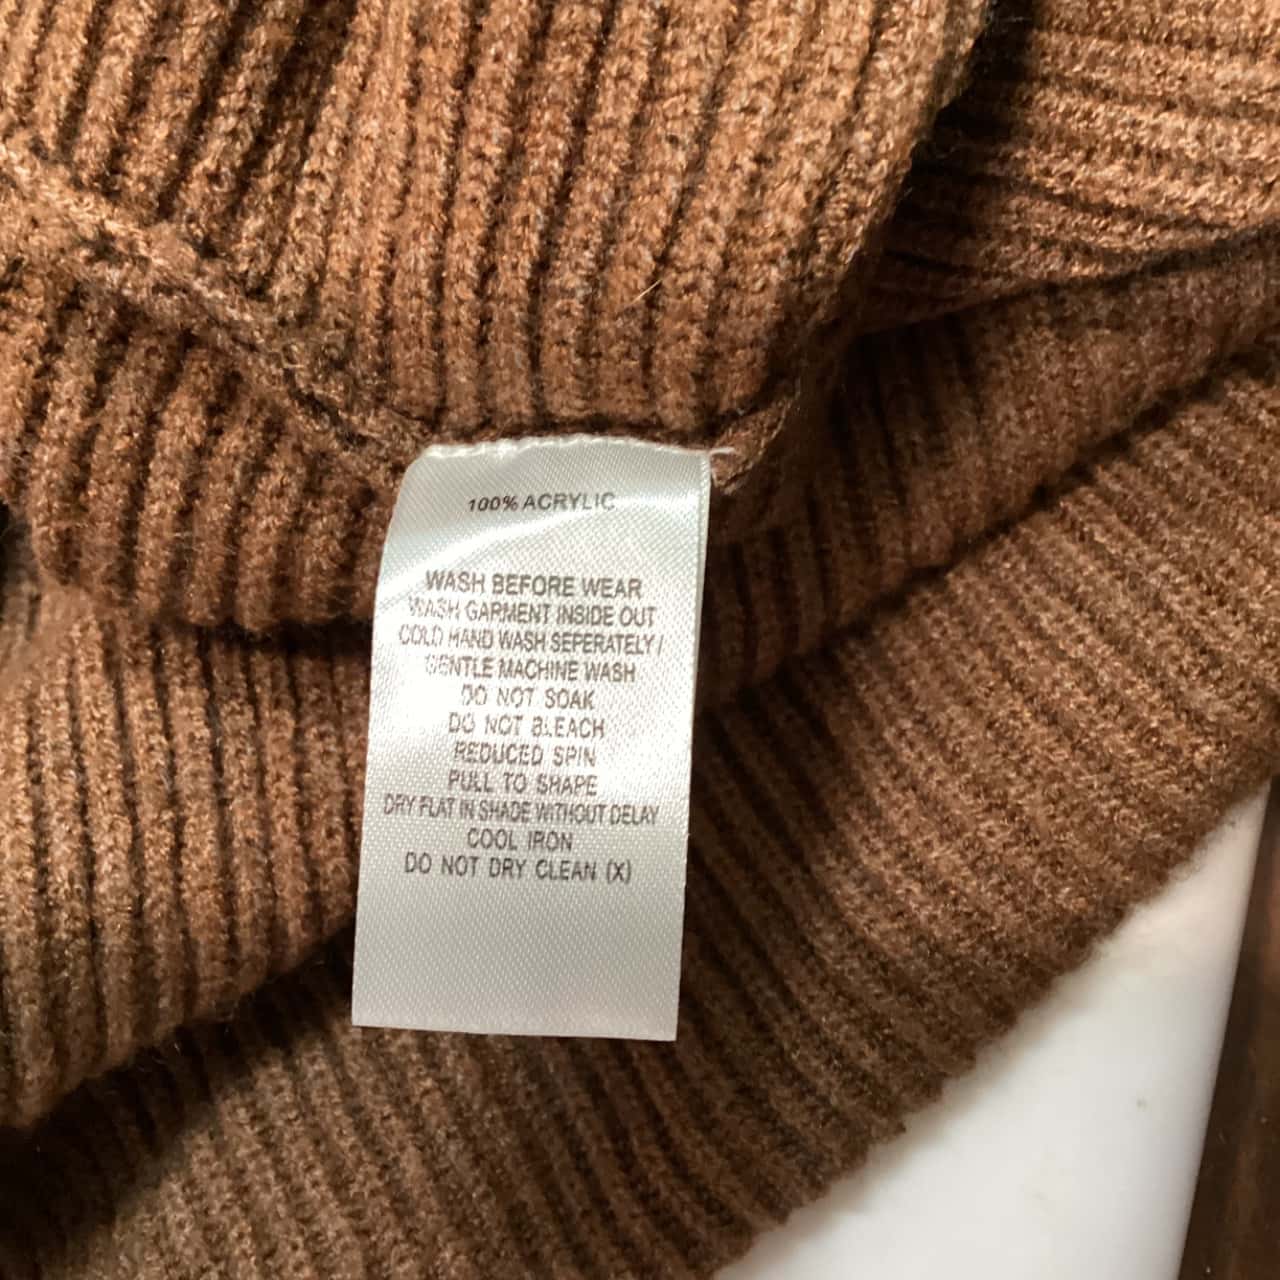 100% ACRYLIC
WASH BEFORE WEAR
WASH GARMENT INSIDE OUT
COLD HAND WASH SEPERATELY /
GENTLE MACHINE WASH
DO NOT SOAK
DO NOT BLEACH
REDUCED SPIN
PULL TO SHAPE
DRY FLAT IN SHADE WITHOUT DELAY
COOL IRON
DO NOT DRY CLEAN (X)